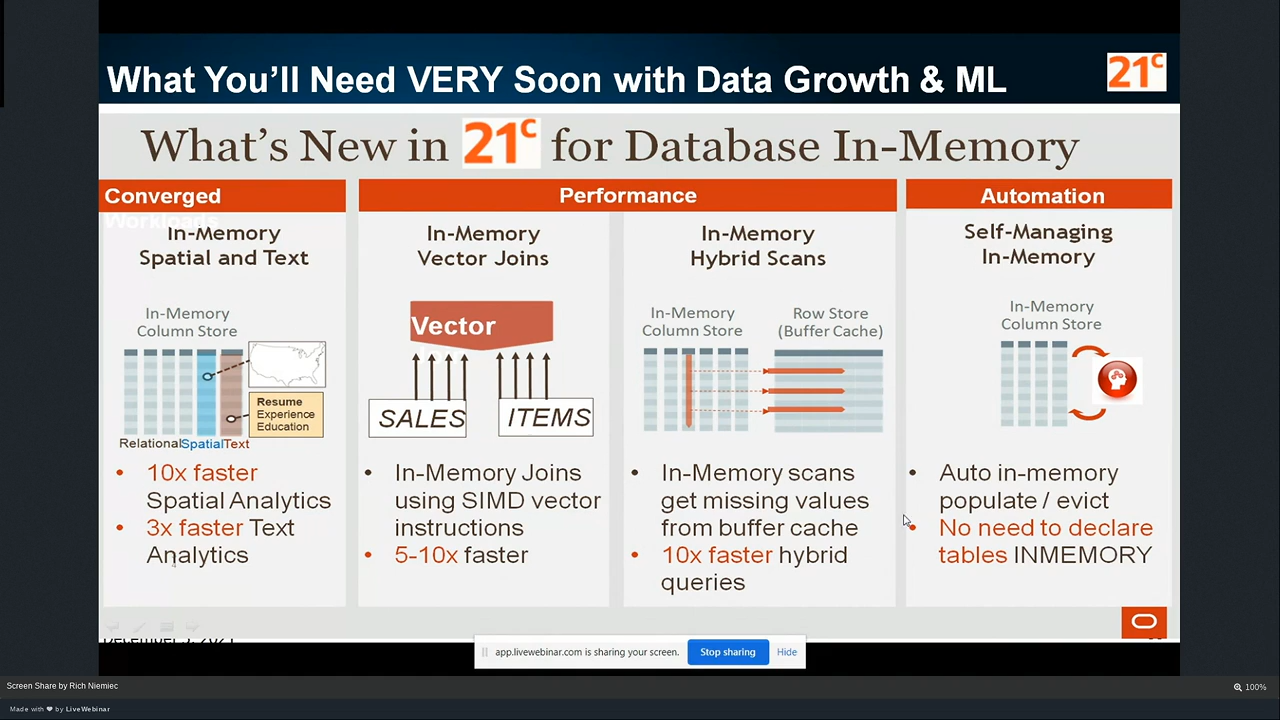 What You'll Need VERY Soon with Data Growth & ML
21c
What's New in 21c for Database In-Memory
Converged
Workloads
In-Memory
Spatial and Text
In-Memory
Column Store
Resume
Experience
Education
Relational Spatial Text
• 10x faster
Spatial Analytics
• 3x faster Text
Analytics
4
Performance
In-Memory
Vector Joins
Vector
SALES
ITEMS
• In-Memory Joins
using SIMD vector
instructions
• 5-10x faster
In-Memory
Hybrid Scans
In-Memory
Column Store
Row Store
(Buffer Cache)
• In-Memory scans
get missing values
from buffer cache
• 10x faster hybrid
queries
Automation
Self-Managing
In-Memory
In-Memory
Column Store
• Auto in-memory
populate / evict
• No need to declare
tables INMEMORY
app.livewebinar.com is sharing your screen.
Stop sharing
Hide
Screen Share by Rich Niemiec
100%
Made with ❤ by LiveWebinar